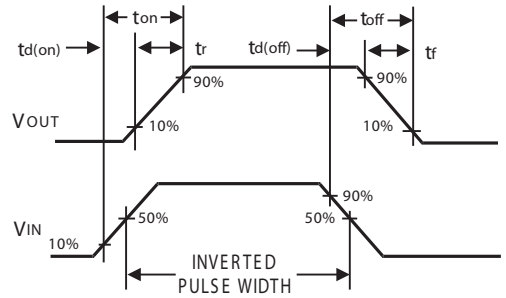 ton toff
td(on) tr td(off) tf
90% 90%
VOUT 10% 10%
90%
VIN 50% 50%
10%
INVERTED
PULSE WIDTH